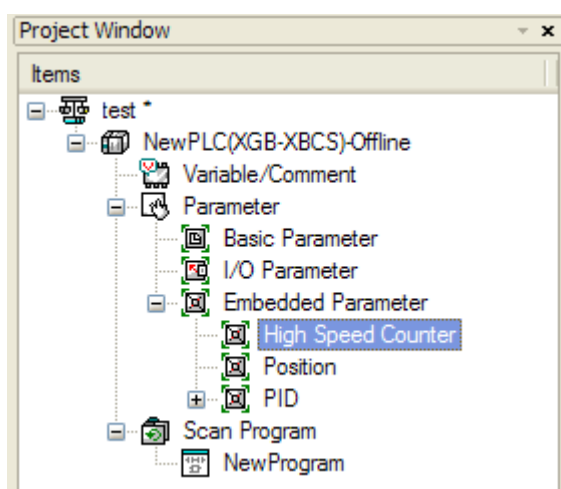 Project Window
Items
test *
NewPLC(XGB-XBCS)-Offline
Variable/Comment
Parameter
Basic Parameter
I/O Parameter
Embedded Parameter
High Speed Counter
Position
PID
Scan Program
NewProgram